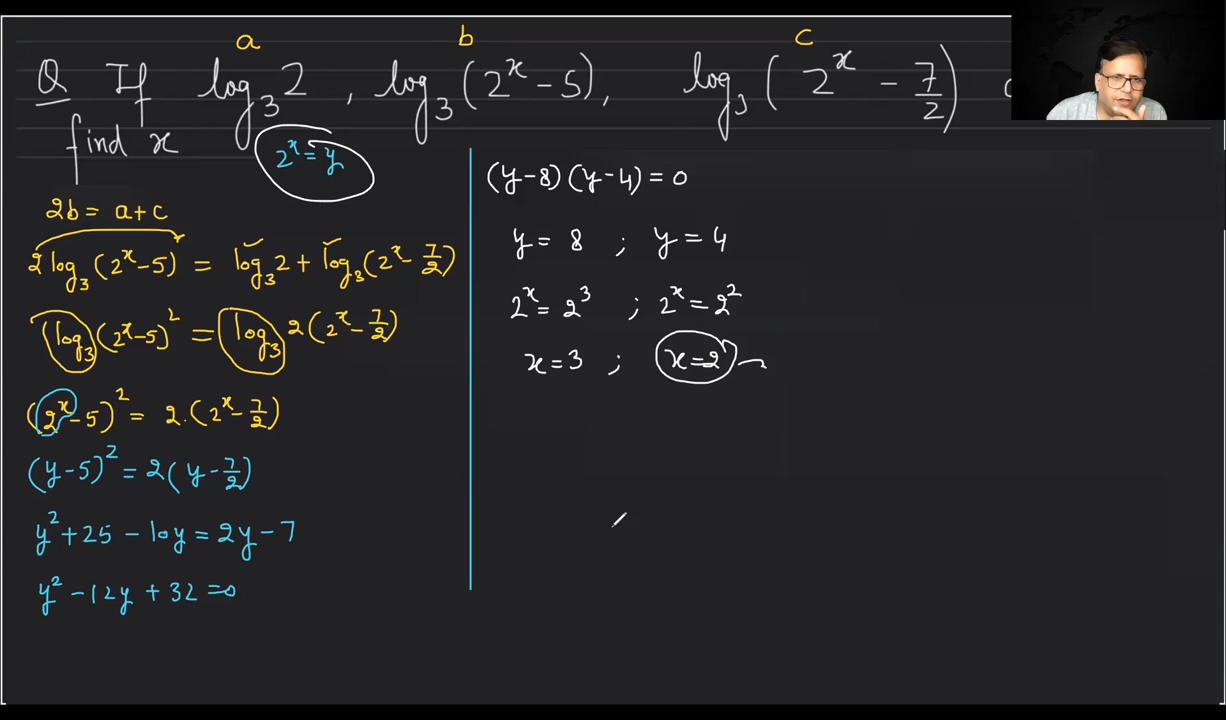 a b c
Q If log₃2 , log₃(2ˣ - 5), log₃(2ˣ - 7/2)
find x
2ˣ = y
2b = a + c
2log₃(2ˣ - 5) = log₃2 + log₃(2ˣ - 7/2)
log₃(2ˣ - 5)² = log₃ 2(2ˣ - 7/2)
(2ˣ - 5)² = 2.(2ˣ - 7/2)
(y - 5)² = 2(y - 7/2)
y² + 25 - 10y = 2y - 7
y² - 12y + 32 = 0
(y - 8)(y - 4) = 0
y = 8 ; y = 4
2ˣ = 2³ ; 2ˣ = 2²
x = 3 ; x = 2